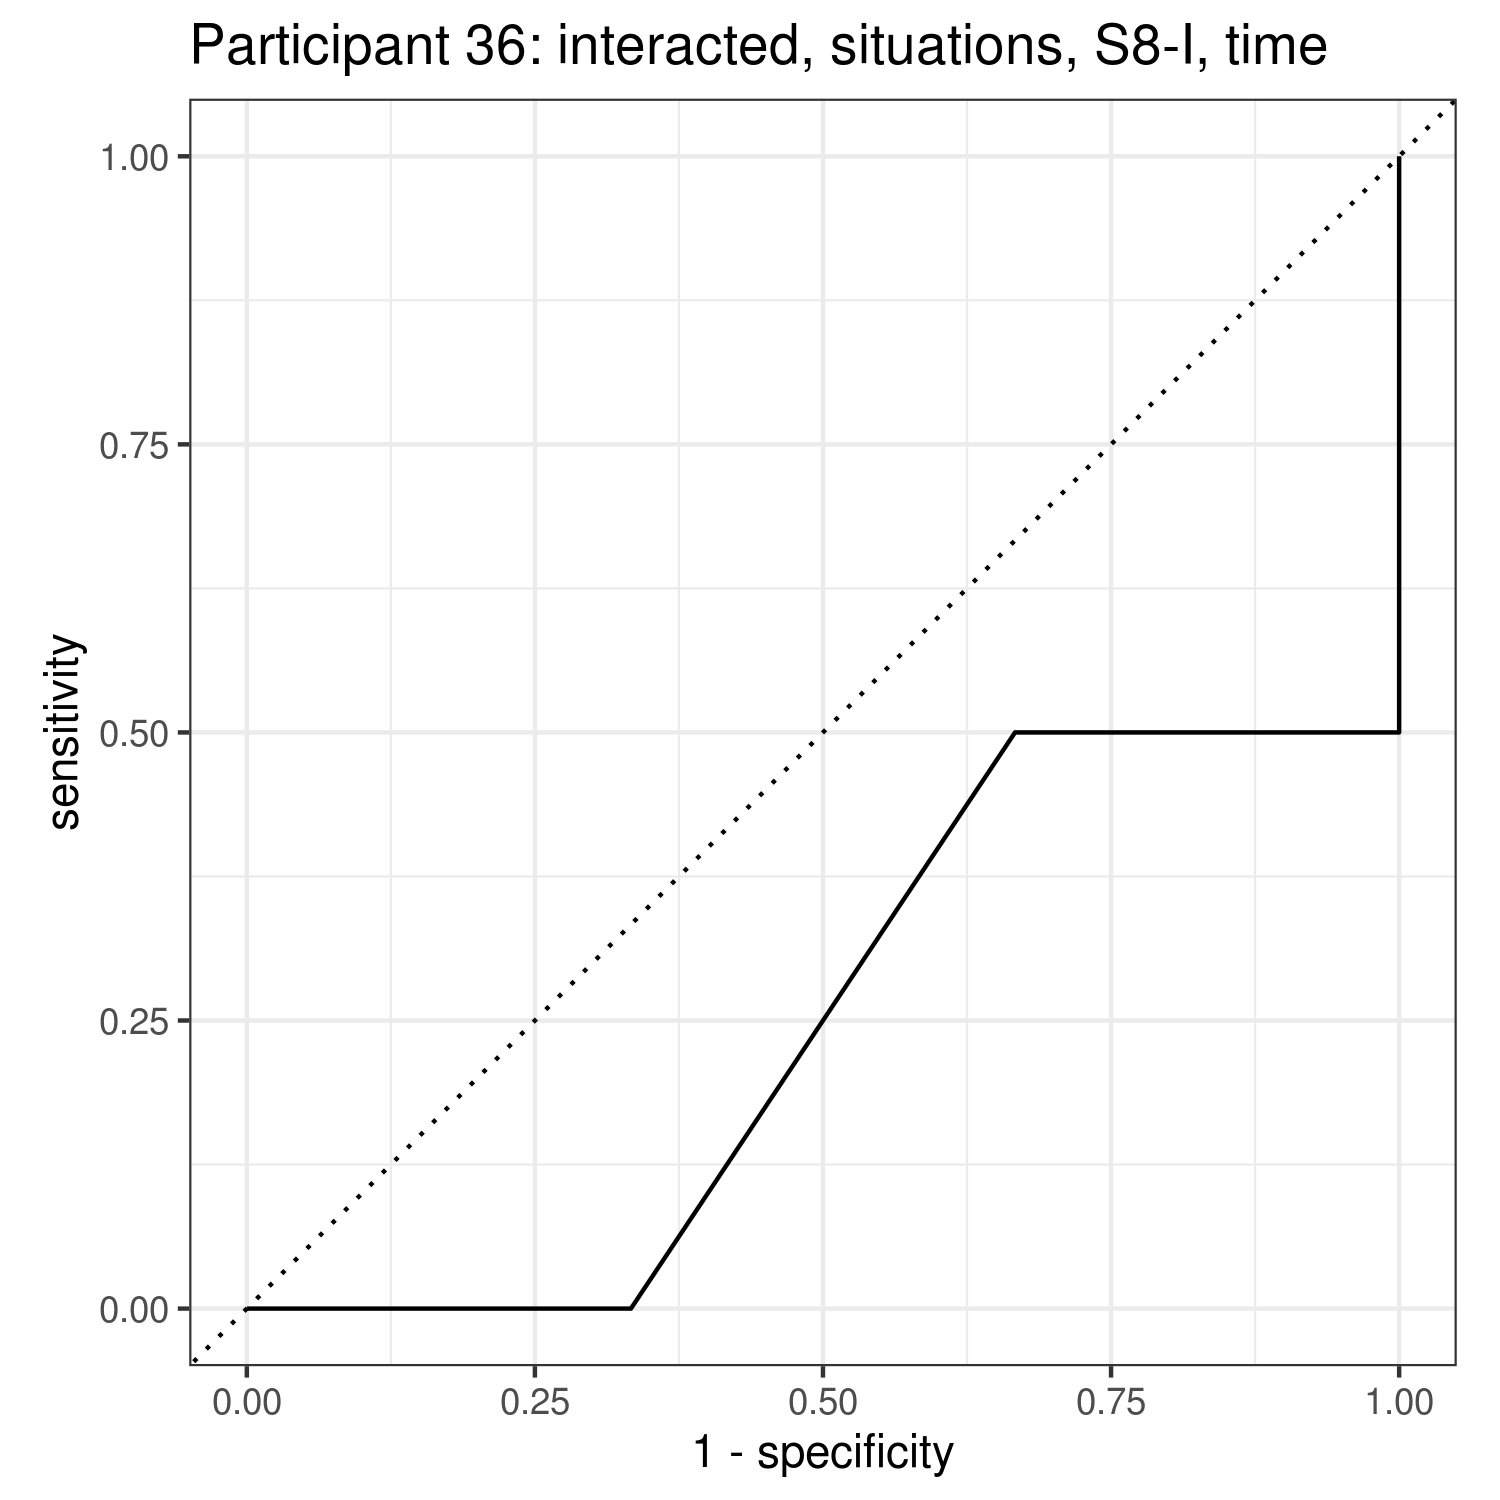 Participant 36: interacted, situations, S8-I, time
1.00
0.75
0.50
0.25
0.00
sensitivity
0.00 0.25 0.50 0.75 1.00
1 - specificity